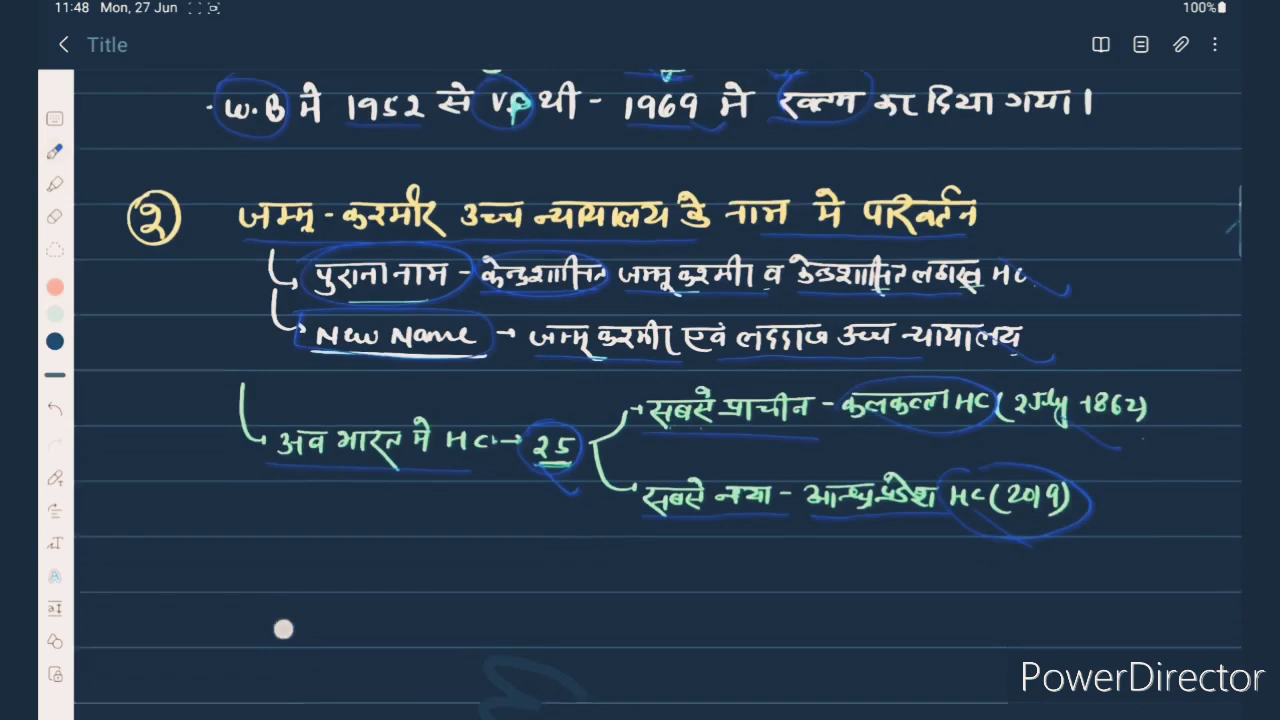 11:48 Mon, 27 Jun 100%
Title
· W.B मे 1952 से VP थी - 1969 मे खत्म कर दिया गया।
२ जम्मू - कश्मीर उच्च न्यायालय के नाम मे परिवर्तन
पुराना नाम - केन्द्रशासित जम्मू कश्मीर व केन्द्रशासित लद्दाख HC
New Name → जम्मू कश्मीर एवं लद्दाख उच्च न्यायालय
सबसे प्राचीन - कलकत्ता HC (2 July 1862)
अब भारत मे HC → 25
सबसे नया - आन्ध्रप्रदेश HC (2019)
PowerDirector